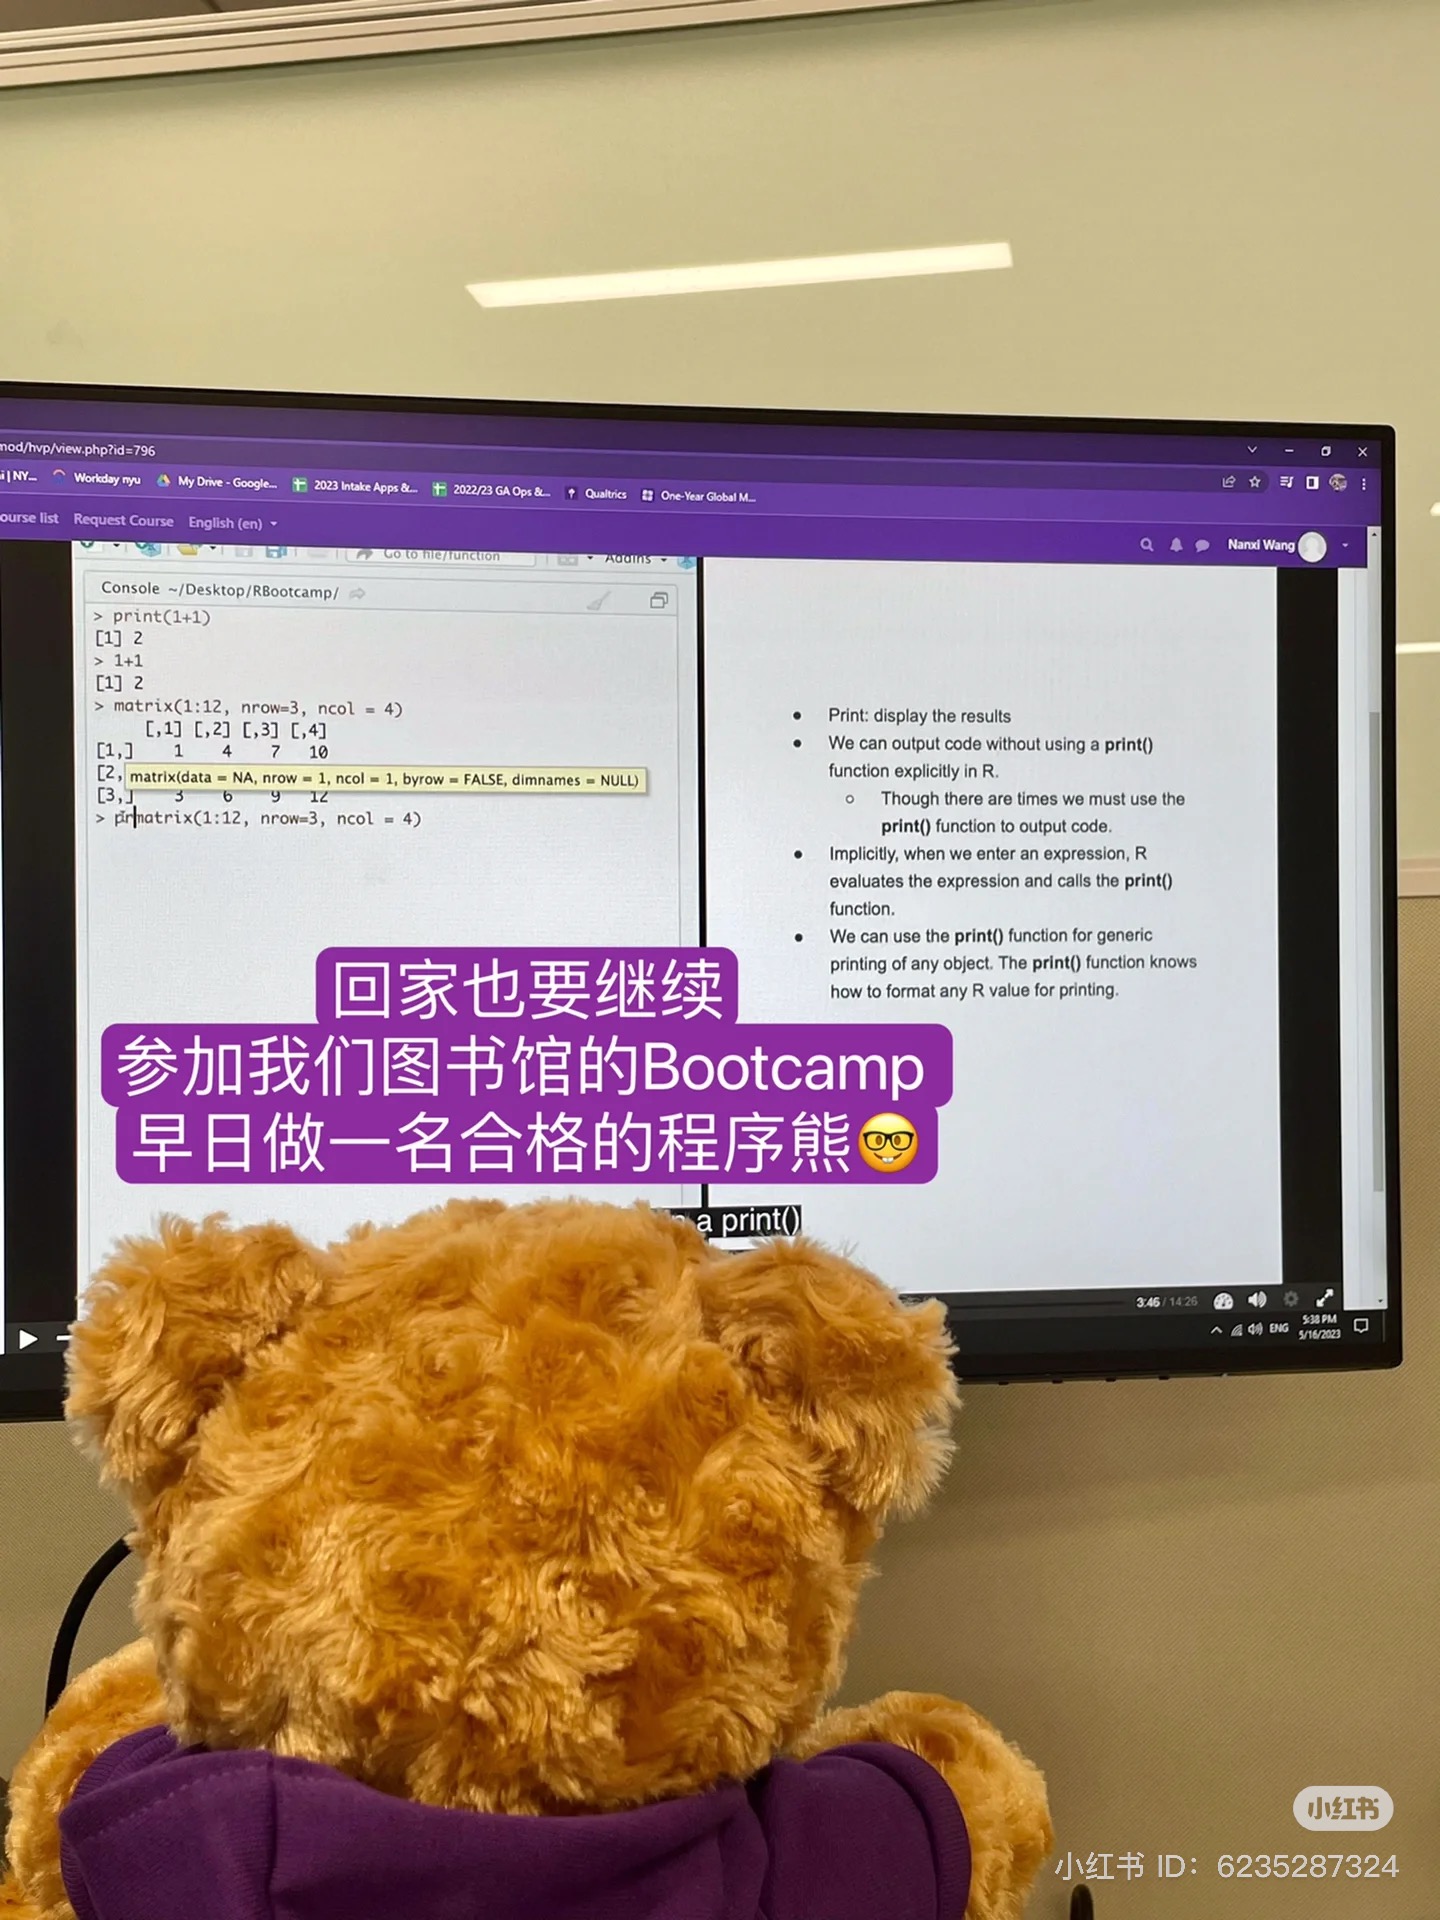 mod/hvp/view.php?id=796
Workday nyu
My Drive - Google...
2023 Intake Apps &...
2022/23 GA Ops &...
Qualtrics
One-Year Global M...
ourse list
Request Course
English (en)
Nanxi Wang
Go to file/function
Addins
Console ~/Desktop/RBootcamp/
> print(1+1)
[1] 2
> 1+1
[1] 2
> matrix(1:12, nrow=3, ncol = 4)
[,1] [,2] [,3] [,4]
[1,] 1 4 7 10
[2,
matrix(data = NA, nrow = 1, ncol = 1, byrow = FALSE, dimnames = NULL)
[3,] 3 6 9 12
> prmatrix(1:12, nrow=3, ncol = 4)
• Print: display the results
• We can output code without using a print()
function explicitly in R.
○ Though there are times we must use the
print() function to output code.
• Implicitly, when we enter an expression, R
evaluates the expression and calls the print()
function.
• We can use the print() function for generic
printing of any object. The print() function knows
how to format any R value for printing.
回家也要继续
参加我们图书馆的Bootcamp
早日做一名合格的程序熊🤓
a print()
3:46 / 14:26
ENG
5:38 PM
5/16/2023
小红书
小红书 ID：6235287324